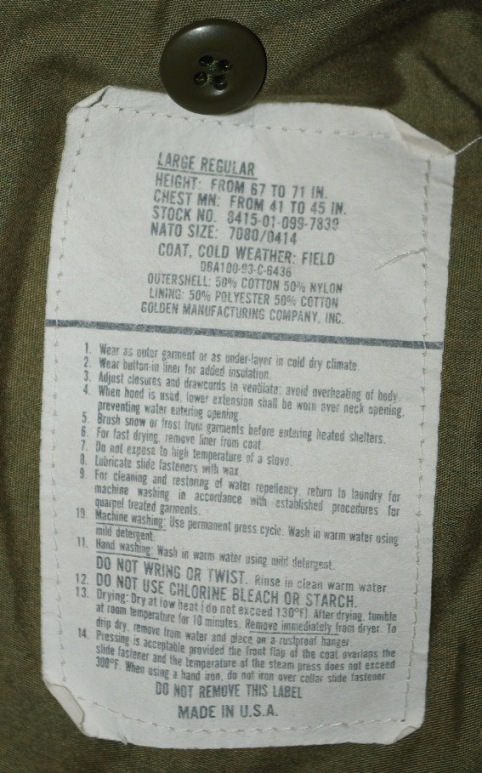 LARGE REGULAR
HEIGHT: FROM 67 TO 71 IN.
CHEST MN: FROM 41 TO 45 IN.
STOCK NO. 8415-01-099-7839
NATO SIZE: 7080/0414
COAT, COLD WEATHER: FIELD
DBA100-93-C-6436
OUTERSHELL: 50% COTTON 50% NYLON
LINING: 50% POLYESTER 50% COTTON
GOLDEN MANUFACTURING COMPANY, INC.
1. Wear as outer garment or as under-layer in cold dry climate.
2. Wear button-in liner for added insulation.
3. Adjust closures and drawcords to ventilate; avoid overheating of body.
4. When hood is used, lower extension shall be worn over neck opening,
preventing water entering opening.
5. Brush snow or frost from garments before entering heated shelters.
6. For fast drying, remove liner from coat.
7. Do not expose to high temperature of a stove.
8. Lubricate slide fasteners with wax.
9. For cleaning and restoring of water repellency, return to laundry for
machine washing in accordance with established procedures for
quarpel treated garments.
10. Machine washing: Use permanent press cycle. Wash in warm water using
mild detergent.
11. Hand washing: Wash in warm water using mild detergent.
DO NOT WRING OR TWIST. Rinse in clean warm water.
12. DO NOT USE CHLORINE BLEACH OR STARCH.
13. Drying: Dry at low heat (do not exceed 130°F). After drying, tumble
at room temperature for 10 minutes. Remove immediately from dryer. To
drip dry, remove from water and place on a rustproof hanger.
14. Pressing is acceptable provided the front flap of the coat overlaps the
slide fastener and the temperature of the steam press does not exceed
300°F. When using a hand iron, do not iron over collar slide fastener.
DO NOT REMOVE THIS LABEL
MADE IN U.S.A.